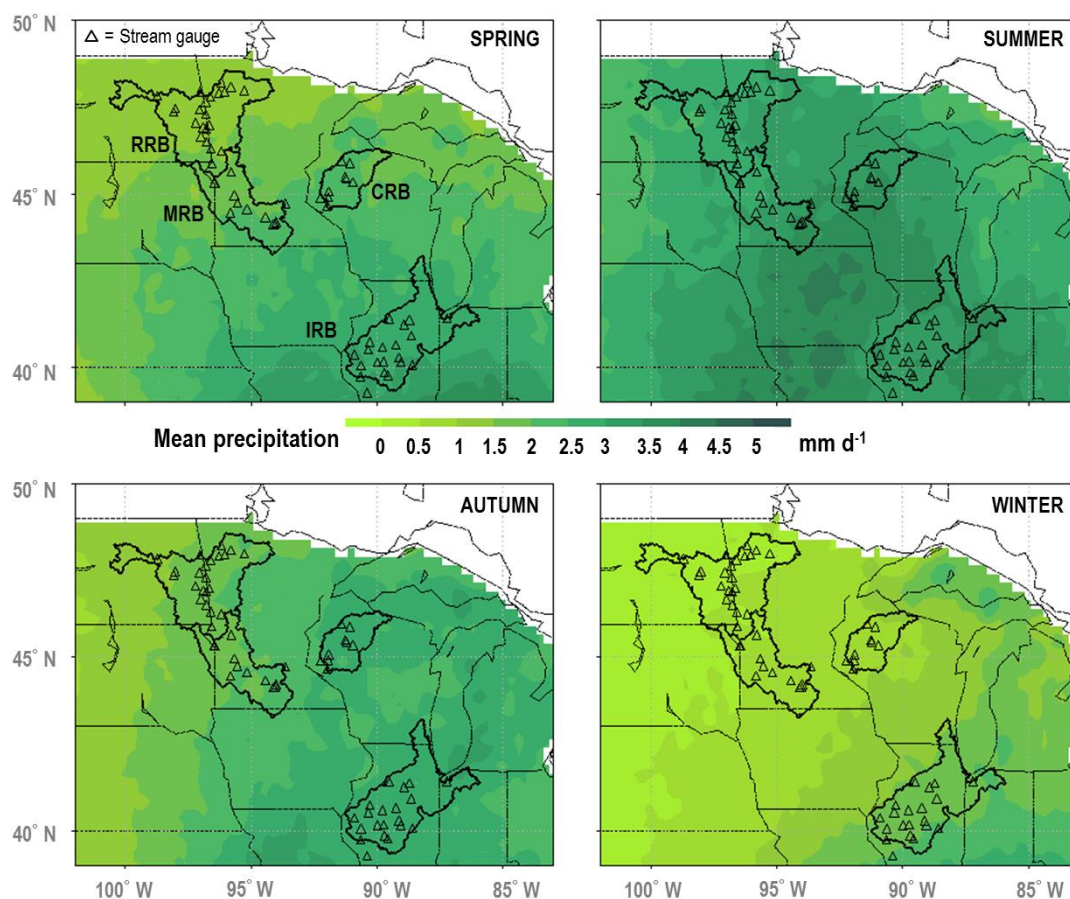 50° N
△ = Stream gauge
SPRING
SUMMER
RRB
45° N
CRB
MRB
IRB
40° N
Mean precipitation
0 0.5 1 1.5 2 2.5 3 3.5 4 4.5 5
mm d-1
50° N
AUTUMN
WINTER
45° N
40° N
100° W 95° W 90° W 85° W 100° W 95° W 90° W 85° W